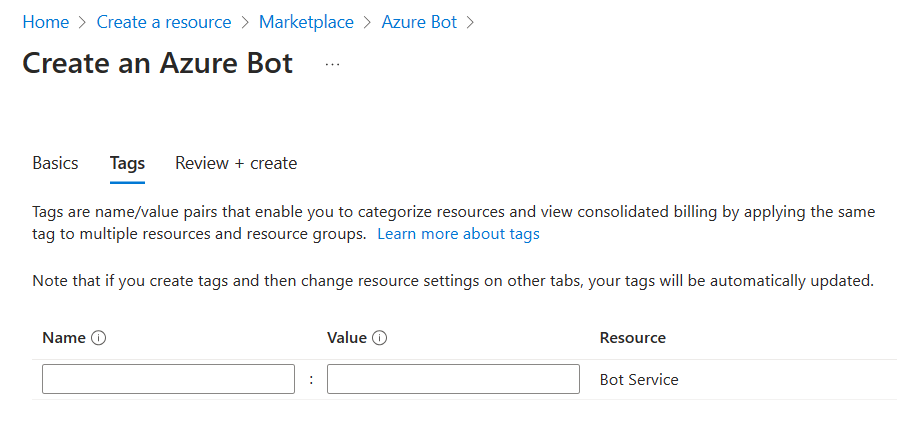 Home > Create a resource > Marketplace > Azure Bot >
Create an Azure Bot ...
Basics Tags Review + create
Tags are name/value pairs that enable you to categorize resources and view consolidated billing by applying the same
tag to multiple resources and resource groups. Learn more about tags
Note that if you create tags and then change resource settings on other tabs, your tags will be automatically updated.
Name Value Resource
: Bot Service